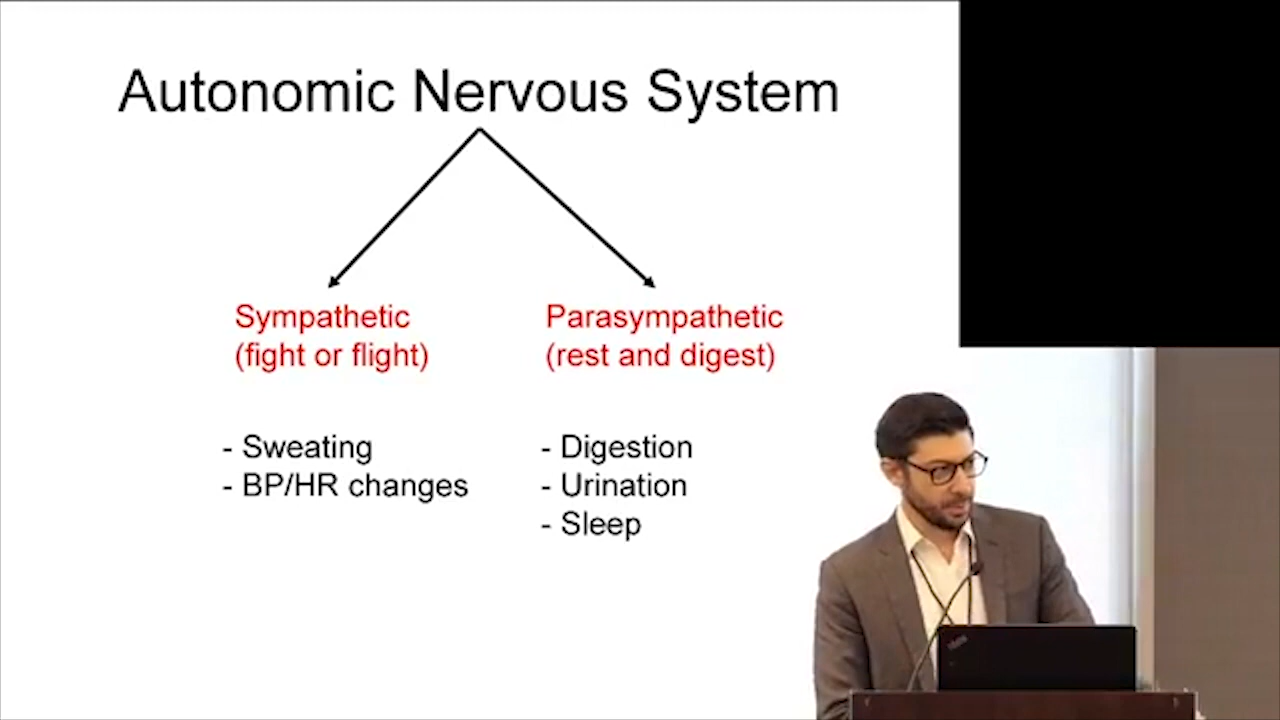 Autonomic Nervous System
Sympathetic
(fight or flight)
Parasympathetic
(rest and digest)
- Sweating
- BP/HR changes
- Digestion
- Urination
- Sleep